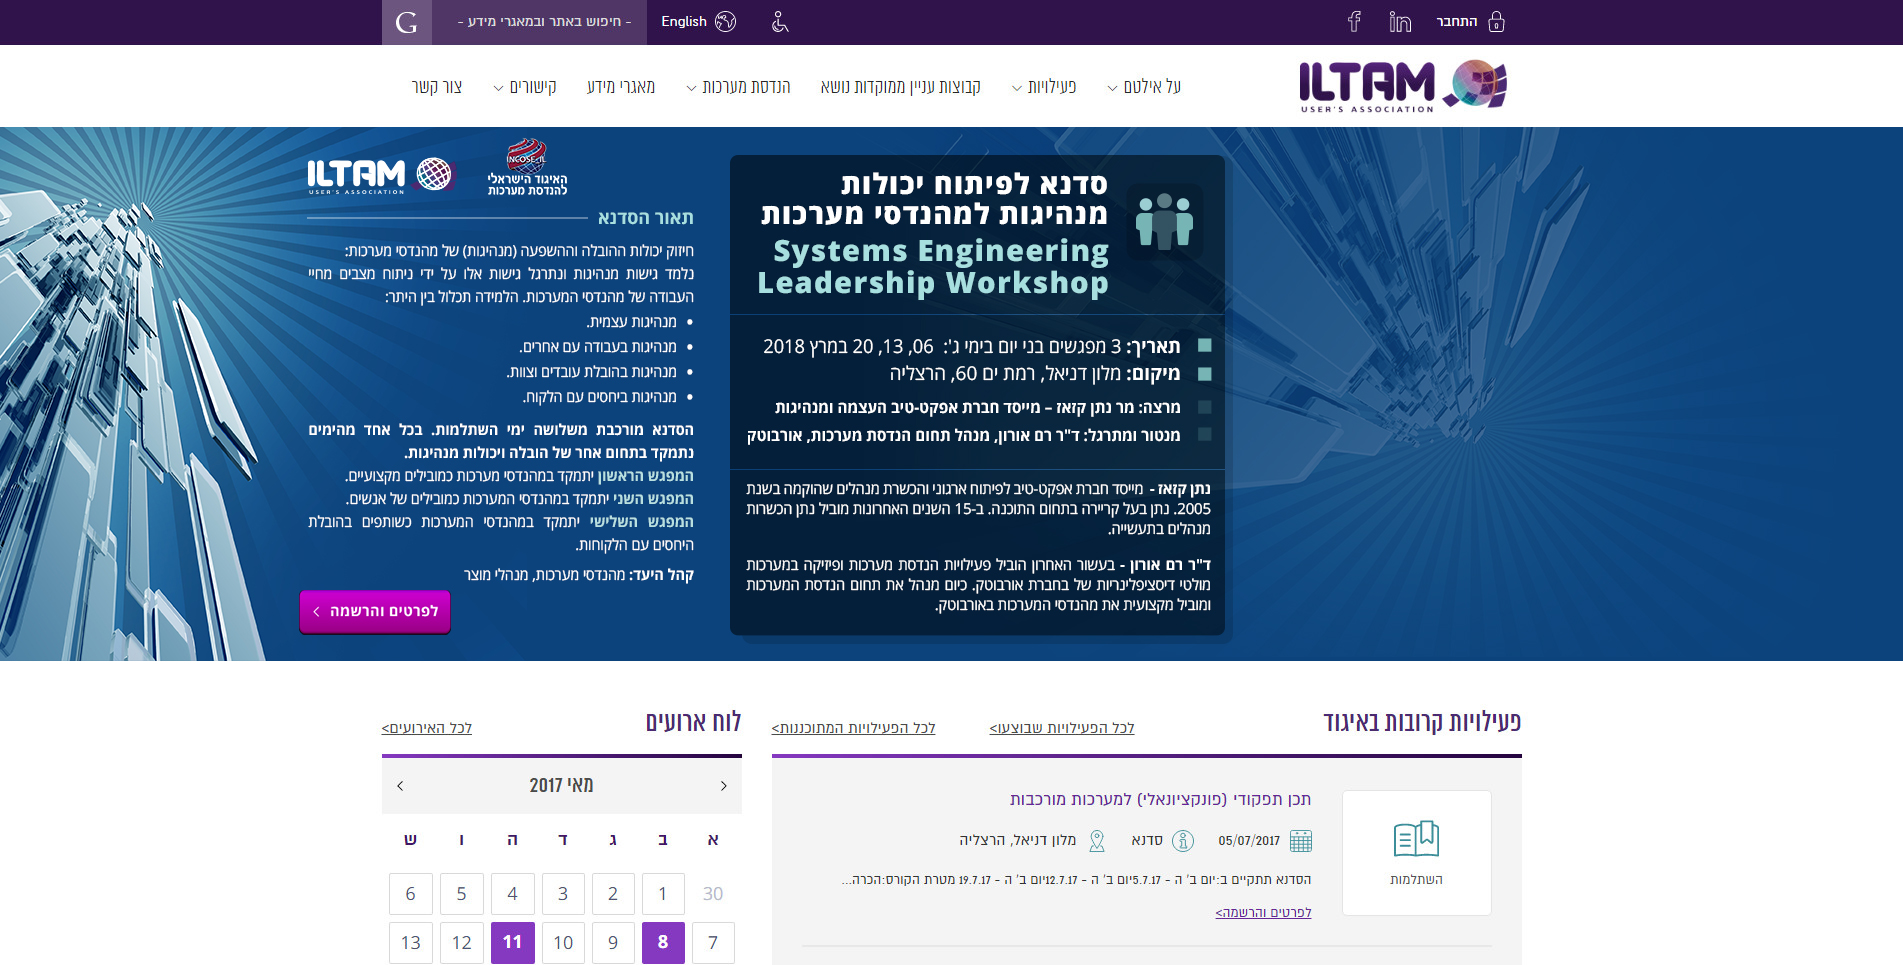 התחבר
English
- חיפוש באתר ובמאגרי מידע -
G
ILTAM
USER'S ASSOCIATION
על אילטם
פעילויות
קבוצות עניין ממוקדות נושא
הנדסת מערכות
מאגרי מידע
קישורים
צור קשר
סדנא לפיתוח יכולות
מנהיגות למהנדסי מערכות
Systems Engineering
Leadership Workshop
תאריך: 3 מפגשים בני יום בימי ג': 06, 13, 20 במרץ 2018
מיקום: מלון דניאל, רמת ים 60, הרצליה
מרצה: מר נתן קזאז – מייסד חברת אפקט-טיב העצמה ומנהיגות
מנטור ומתרגל: ד"ר רם אורון, מנהל תחום הנדסת מערכות, אורבוטק
נתן קזאז - מייסד חברת אפקט-טיב לפיתוח ארגוני והכשרת מנהלים שהוקמה בשנת
2005. נתן בעל קריירה בתחום התוכנה. ב-15 השנים האחרונות מוביל נתן הכשרות
מנהלים בתעשייה.
ד"ר רם אורון - בעשור האחרון הוביל פעילויות הנדסת מערכות ופיזיקה במערכות
מולטי דיסציפלינריות של בחברת אורבוטק. כיום מנהל את תחום הנדסת המערכות
ומוביל מקצועית את מהנדסי המערכות באורבוטק.
INCOSE-IL
האיגוד הישראלי
להנדסת מערכות
ILTAM
USER'S ASSOCIATION
תאור הסדנא
חיזוק יכולות ההובלה וההשפעה (מנהיגות) של מהנדסי מערכות:
נלמד גישות מנהיגות ונתרגל גישות אלו על ידי ניתוח מצבים מחיי
העבודה של מהנדסי המערכות. הלמידה תכלול בין היתר:
• מנהיגות עצמית.
• מנהיגות בעבודה עם אחרים.
• מנהיגות בהובלת עובדים וצוות.
• מנהיגות ביחסים עם הלקוח.
הסדנא מורכבת משלושה ימי השתלמות. בכל אחד מהימים
נתמקד בתחום אחר של הובלה ויכולות מנהיגות.
המפגש הראשון יתמקד במהנדסי מערכות כמובילים מקצועיים.
המפגש השני יתמקד במהנדסי המערכות כמובילים של אנשים.
המפגש השלישי יתמקד במהנדסי המערכות כשותפים בהובלת
היחסים עם הלקוחות.
קהל היעד: מהנדסי מערכות, מנהלי מוצר
לפרטים והרשמה >
פעילויות קרובות באיגוד
לכל הפעילויות שבוצעו>
לכל הפעילויות המתוכננות>
השתלמות
תכן תפקודי (פונקציונאלי) למערכות מורכבות
05/07/2017
סדנא
מלון דניאל, הרצליה
הסדנא תתקיים ב:יום ב' ה - 5.7.17יום ב' ה - 12.7.17יום ב' ה - 19.7.17 מטרת הקורס:הכרה...
לפרטים והרשמה>
לוח ארועים
לכל האירועים>
מאי 2017
א ב ג ד ה ו ש
30 1 2 3 4 5 6
7 8 9 10 11 12 13